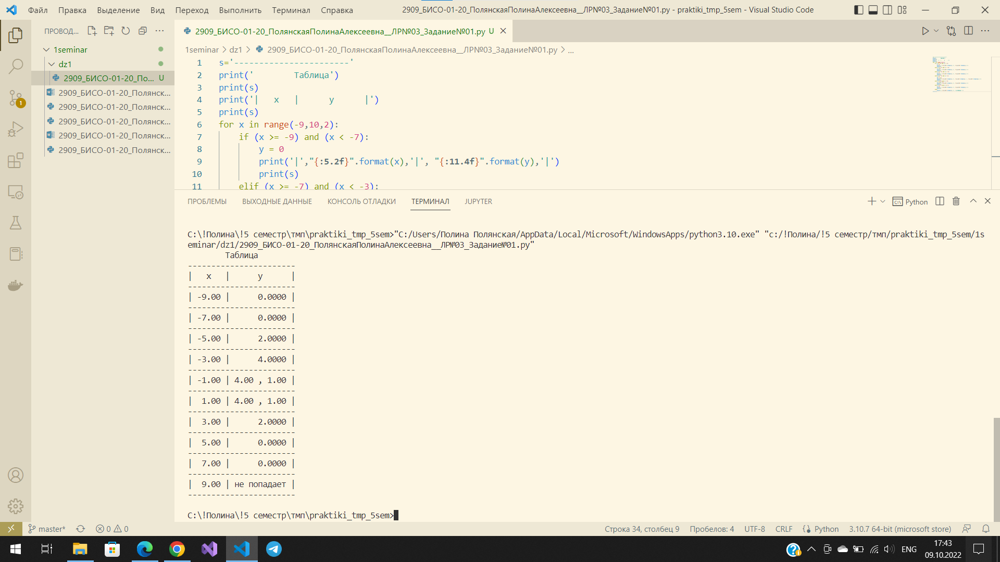 Файл Правка Выделение Вид Переход Выполнить Терминал Справка 2909_БИСО-01-20_ПолянскаяПолинаАлексеевна__ЛР№03_Задание№01.py - praktiki_tmp_5sem - Visual Studio Code
ПРОВОД... 2909_БИСО-01-20_ПолянскаяПолинаАлексеевна__ЛР№03_Задание№01.py U
1seminar
dz1
2909_БИСО-01-20_По... U
2909_БИСО-01-20_Полянск...
2909_БИСО-01-20_Полянск...
2909_БИСО-01-20_Полянск...
2909_БИСО-01-20_Полянск...
2909_БИСО-01-20_Полянск...
1
1seminar > dz1 > 2909_БИСО-01-20_ПолянскаяПолинаАлексеевна__ЛР№03_Задание№01.py > ...
1 s='-----------------------'
2 print('        Таблица')
3 print(s)
4 print('|   x   |      y      |')
5 print(s)
6 for x in range(-9,10,2):
7     if (x >= -9) and (x < -7):
8         y = 0
9         print('|',"{:5.2f}".format(x),'|', "{:11.4f}".format(y),'|')
10         print(s)
11     elif (x >= -7) and (x < -3):
ПРОБЛЕМЫ ВЫХОДНЫЕ ДАННЫЕ КОНСОЛЬ ОТЛАДКИ ТЕРМИНАЛ JUPYTER Python
C:\!Полина\!5 семестр\тмп\praktiki_tmp_5sem>"C:/Users/Полина Полянская/AppData/Local/Microsoft/WindowsApps/python3.10.exe" "c:/!Полина/!5 семестр/тмп/praktiki_tmp_5sem/1s
eminar/dz1/2909_БИСО-01-20_ПолянскаяПолинаАлексеевна__ЛР№03_Задание№01.py"
        Таблица
-----------------------
|   x   |      y      |
-----------------------
| -9.00 |      0.0000 |
-----------------------
| -7.00 |      0.0000 |
-----------------------
| -5.00 |      2.0000 |
-----------------------
| -3.00 |      4.0000 |
-----------------------
| -1.00 | 4.00 , 1.00 |
-----------------------
|  1.00 | 4.00 , 1.00 |
-----------------------
|  3.00 |      2.0000 |
-----------------------
|  5.00 |      0.0000 |
-----------------------
|  7.00 |      0.0000 |
-----------------------
|  9.00 | не попадает |
-----------------------
C:\!Полина\!5 семестр\тмп\praktiki_tmp_5sem>
master* 0 0 Строка 34, столбец 9 Пробелов: 4 UTF-8 CRLF Python 3.10.7 64-bit (microsoft store)
ENG
17:43
09.10.2022